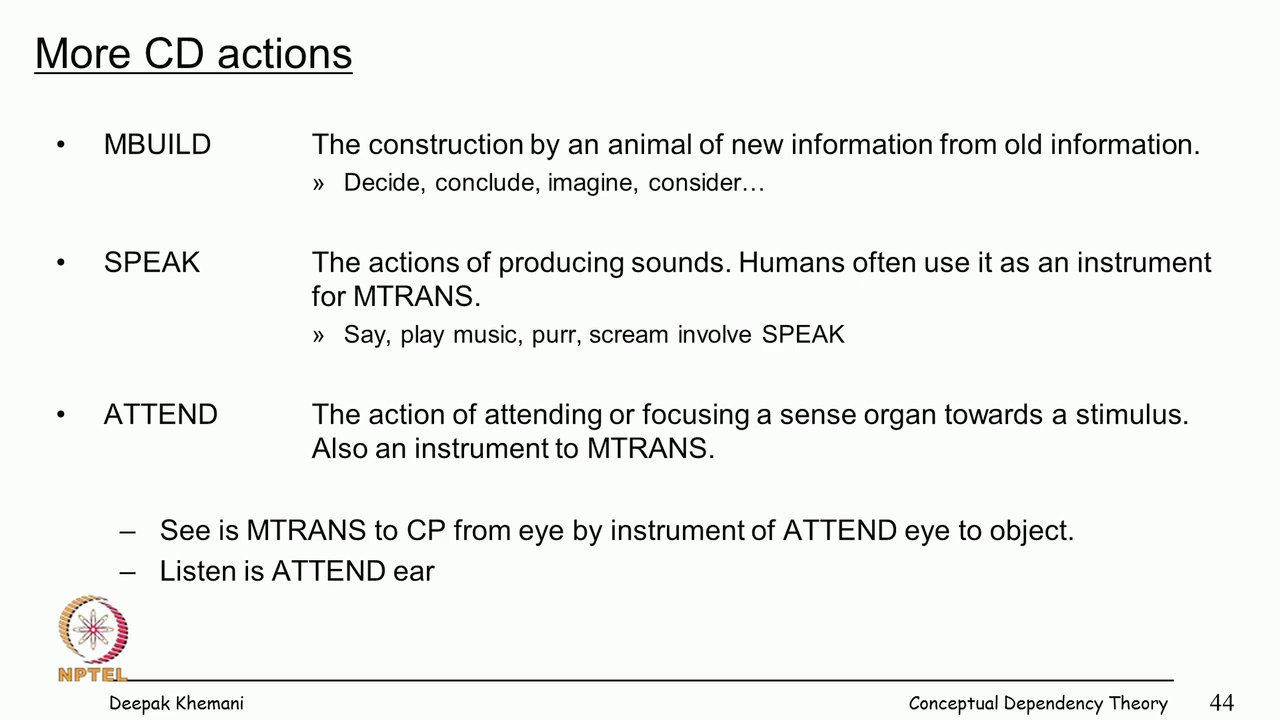 More CD actions
• MBUILD The construction by an animal of new information from old information.
» Decide, conclude, imagine, consider…
• SPEAK The actions of producing sounds. Humans often use it as an instrument
for MTRANS.
» Say, play music, purr, scream involve SPEAK
• ATTEND The action of attending or focusing a sense organ towards a stimulus.
Also an instrument to MTRANS.
– See is MTRANS to CP from eye by instrument of ATTEND eye to object.
– Listen is ATTEND ear
NPTEL
Deepak Khemani Conceptual Dependency Theory 44